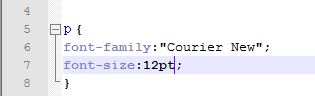 4
5 p {
6 font-family:"Courier New";
7 font-size:12pt;
8 }